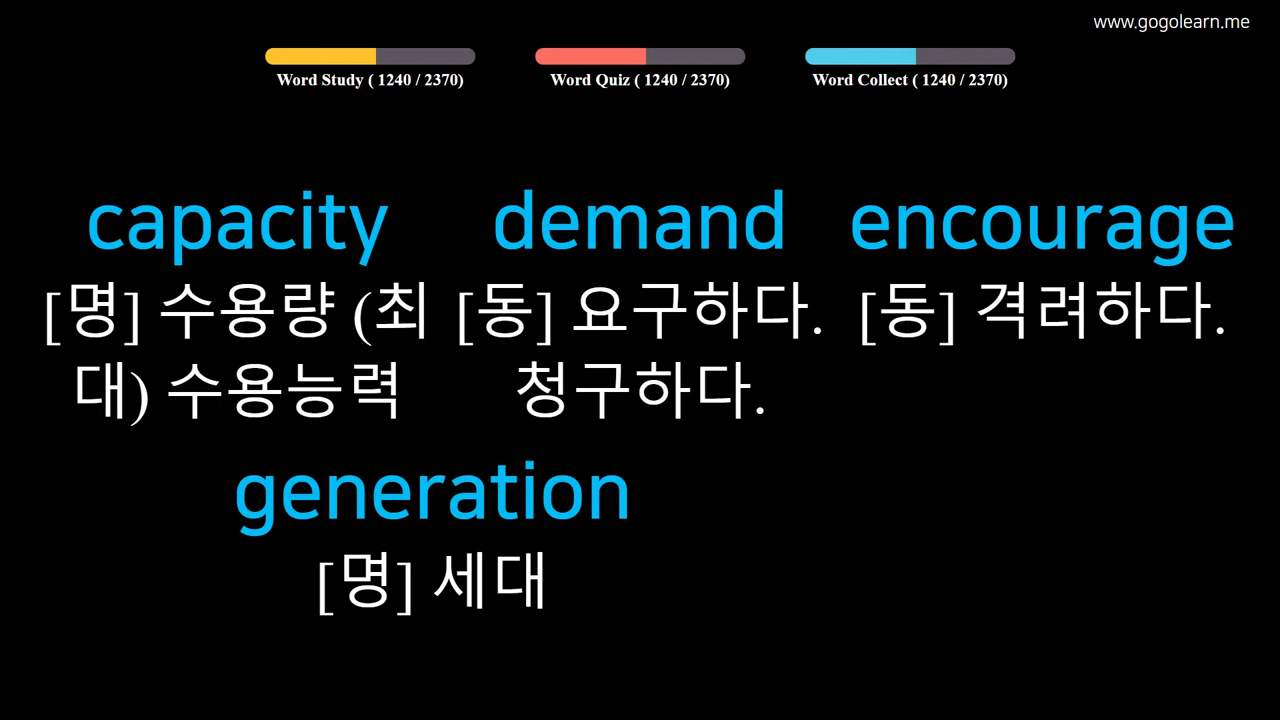 www.gogolearn.me
Word Study ( 1240 / 2370)
Word Quiz ( 1240 / 2370)
Word Collect ( 1240 / 2370)
capacity
[명] 수용량 (최
대) 수용능력
demand
[동] 요구하다.
청구하다.
encourage
[동] 격려하다.
generation
[명] 세대